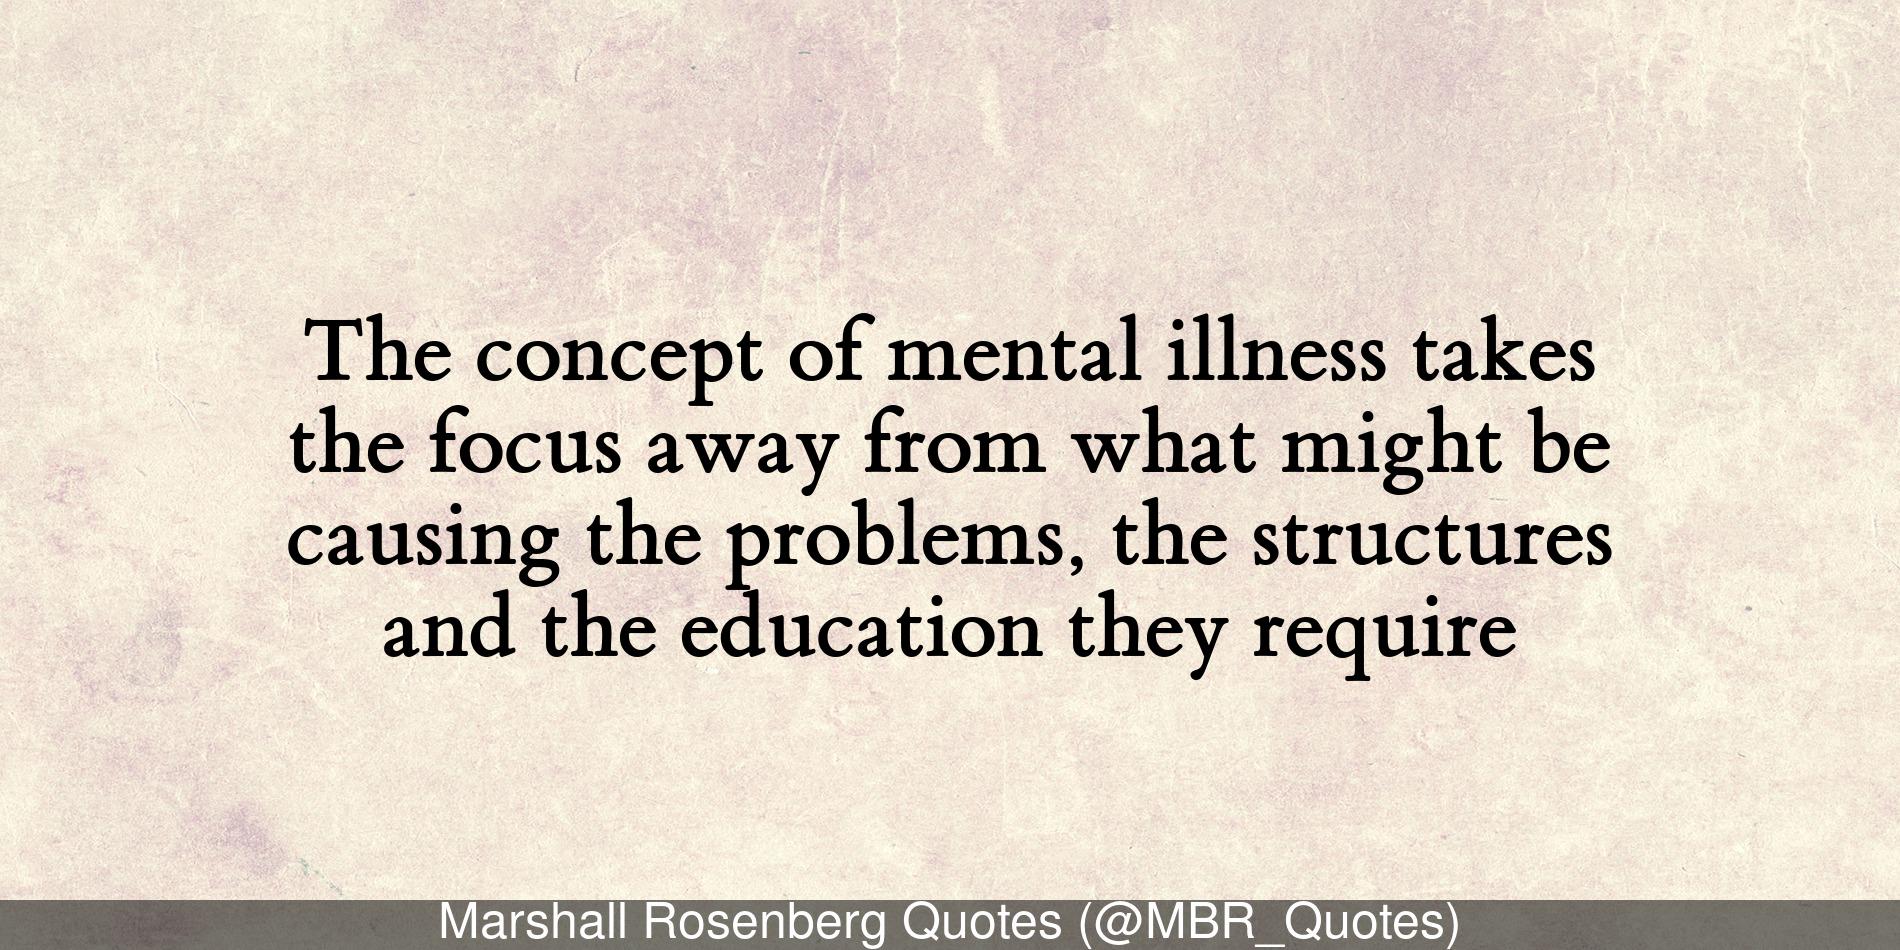 The concept of mental illness takes
the focus away from what might be
causing the problems, the structures
and the education they require
Marshall Rosenberg Quotes (@MBR_Quotes)